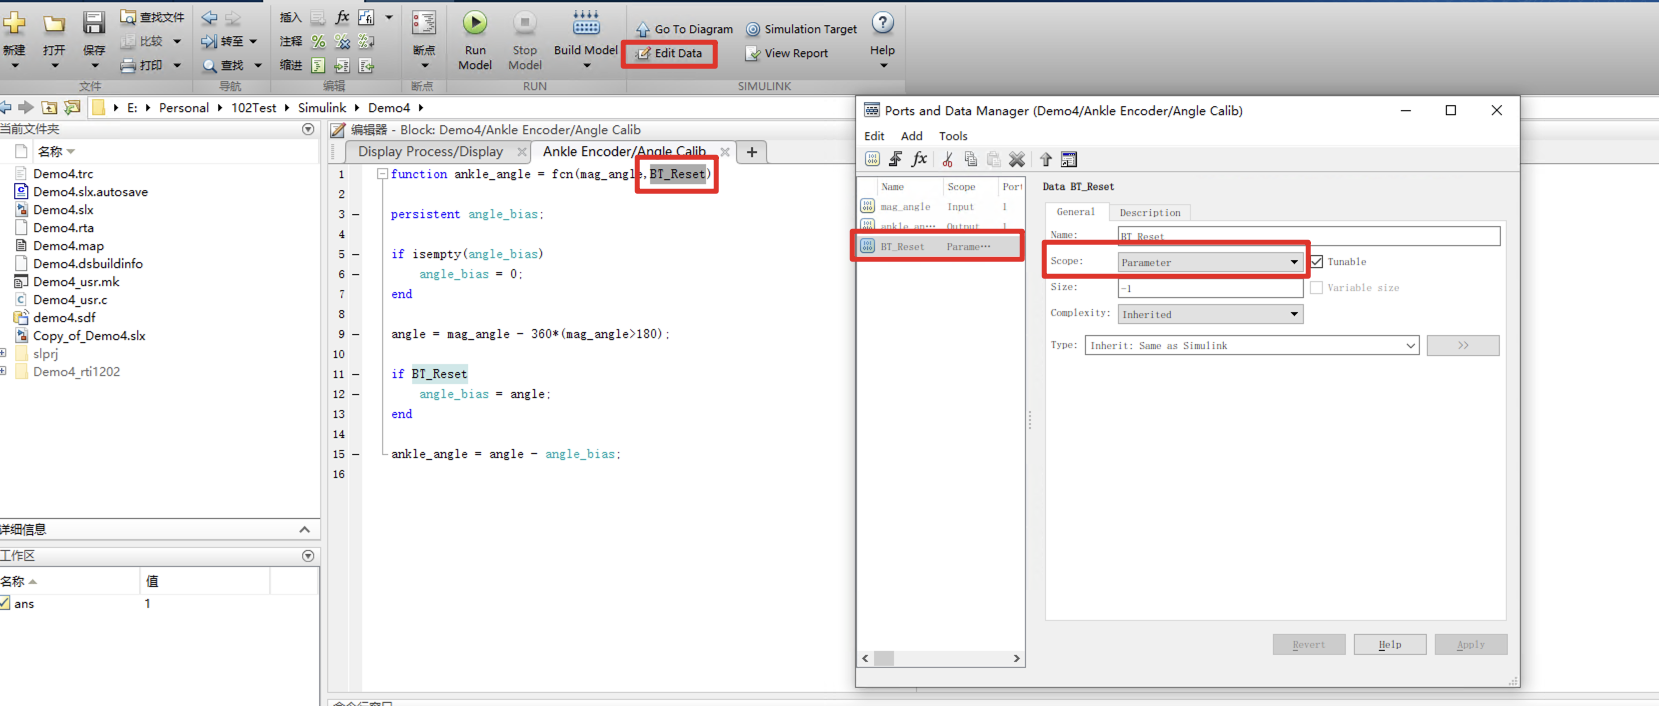 新建
打开
保存
查找文件
比较
打印
文件
转至
查找
导航
插入
fx
注释
缩进
编辑
断点
断点
Run
Model
Stop
Model
Build Model
RUN
Go To Diagram
Edit Data
Simulation Target
View Report
Help
SIMULINK
E:
Personal
102Test
Simulink
Demo4
当前文件夹
名称
Demo4.trc
Demo4.slx.autosave
Demo4.slx
Demo4.rta
Demo4.map
Demo4.dsbuildinfo
Demo4_usr.mk
Demo4_usr.c
demo4.sdf
Copy_of_Demo4.slx
slprj
Demo4_rti1202
详细信息
工作区
名称 值
ans 1
编辑器 - Block: Demo4/Ankle Encoder/Angle Calib
Display Process/Display
Ankle Encoder/Angle Calib
1 function ankle_angle = fcn(mag_angle,BT_Reset)
2
3 – persistent angle_bias;
4
5 – if isempty(angle_bias)
6 – angle_bias = 0;
7 end
8
9 – angle = mag_angle - 360*(mag_angle>180);
10
11 – if BT_Reset
12 – angle_bias = angle;
13 end
14
15 – ankle_angle = angle - angle_bias;
16
命令行窗口
Ports and Data Manager (Demo4/Ankle Encoder/Angle Calib)
Edit Add Tools
fx
Name Scope Port
mag_angle Input 1
ankle_an… Output 1
BT_Reset Parame…
Data BT_Reset
General Description
Name: BT_Reset
Scope: Parameter Tunable
Size: -1 Variable size
Complexity: Inherited
Type: Inherit: Same as Simulink >>
Revert Help Apply